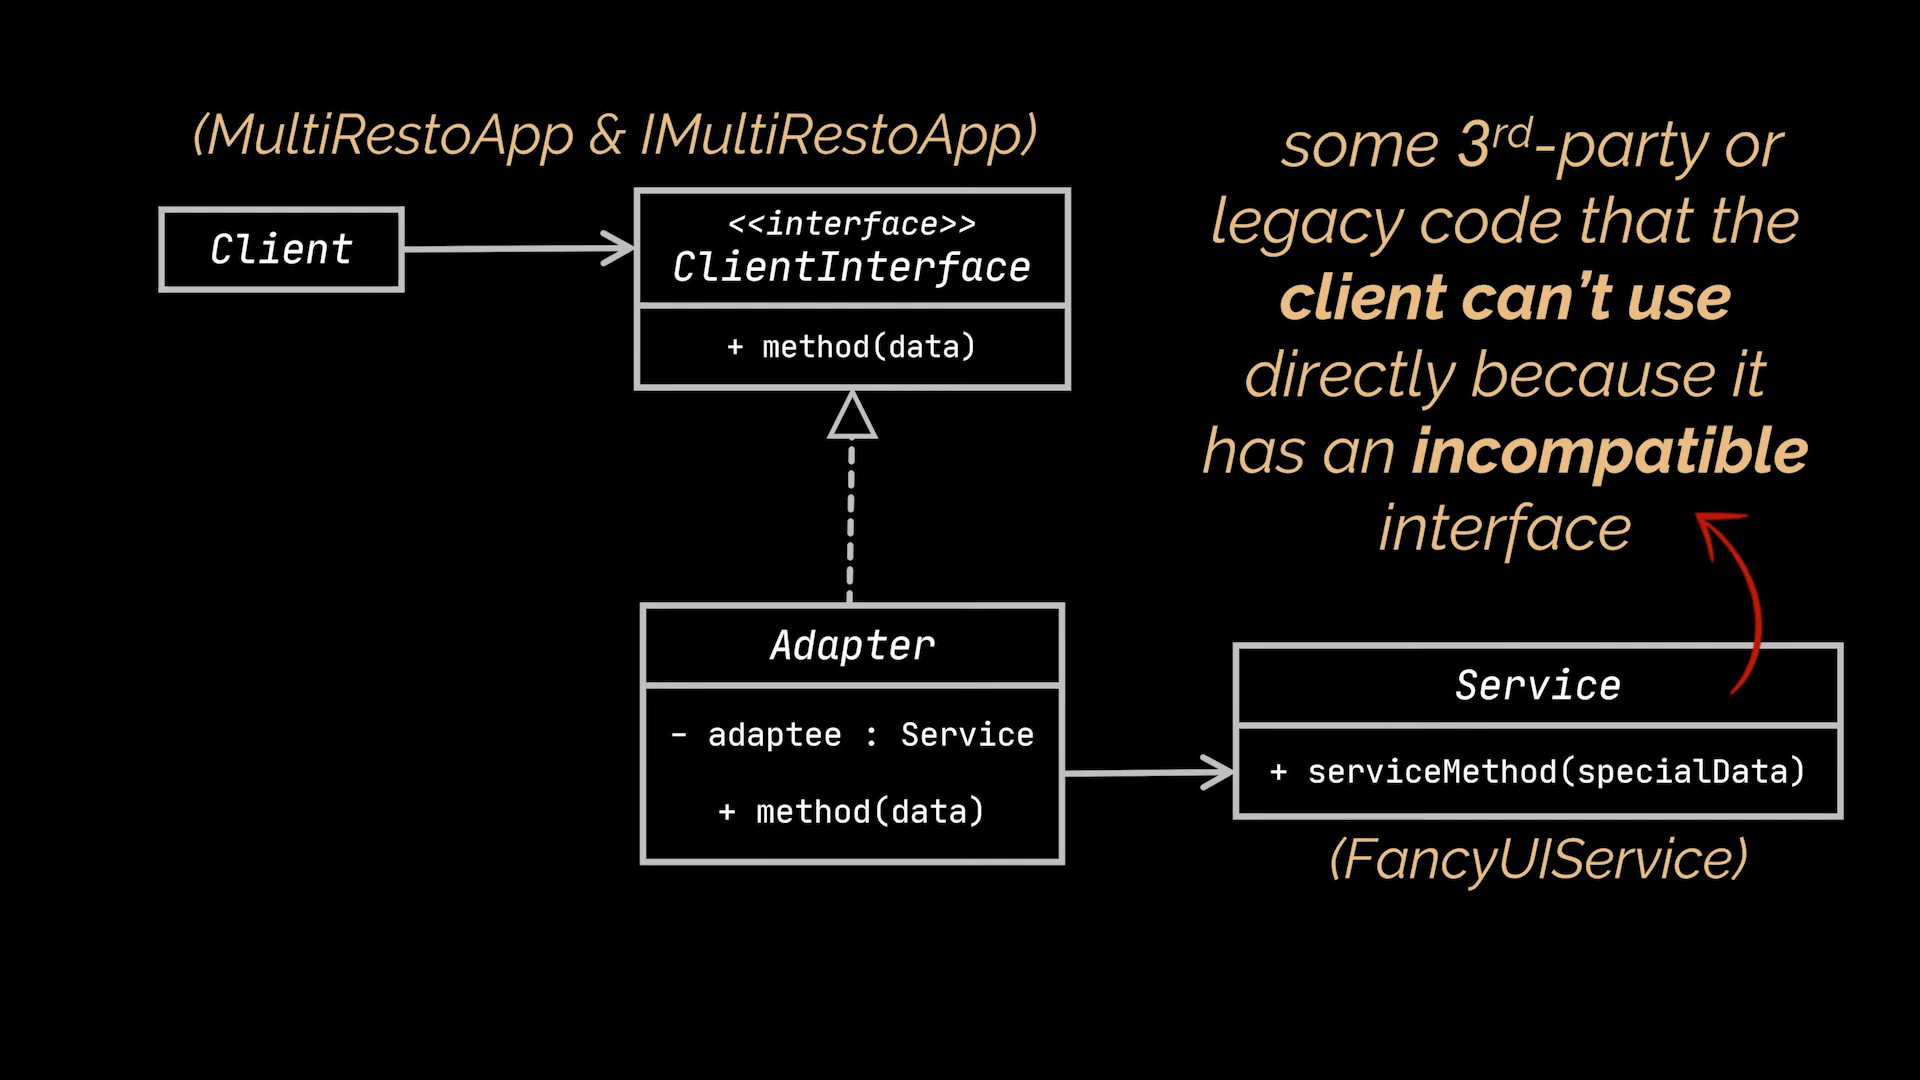 (MultiRestoApp & IMultiRestoApp)
Client
<<interface>>
ClientInterface
+ method(data)
Adapter
- adaptee : Service
+ method(data)
some 3rd-party or
legacy code that the
client can't use
directly because it
has an incompatible
interface
Service
+ serviceMethod(specialData)
(FancyUIService)